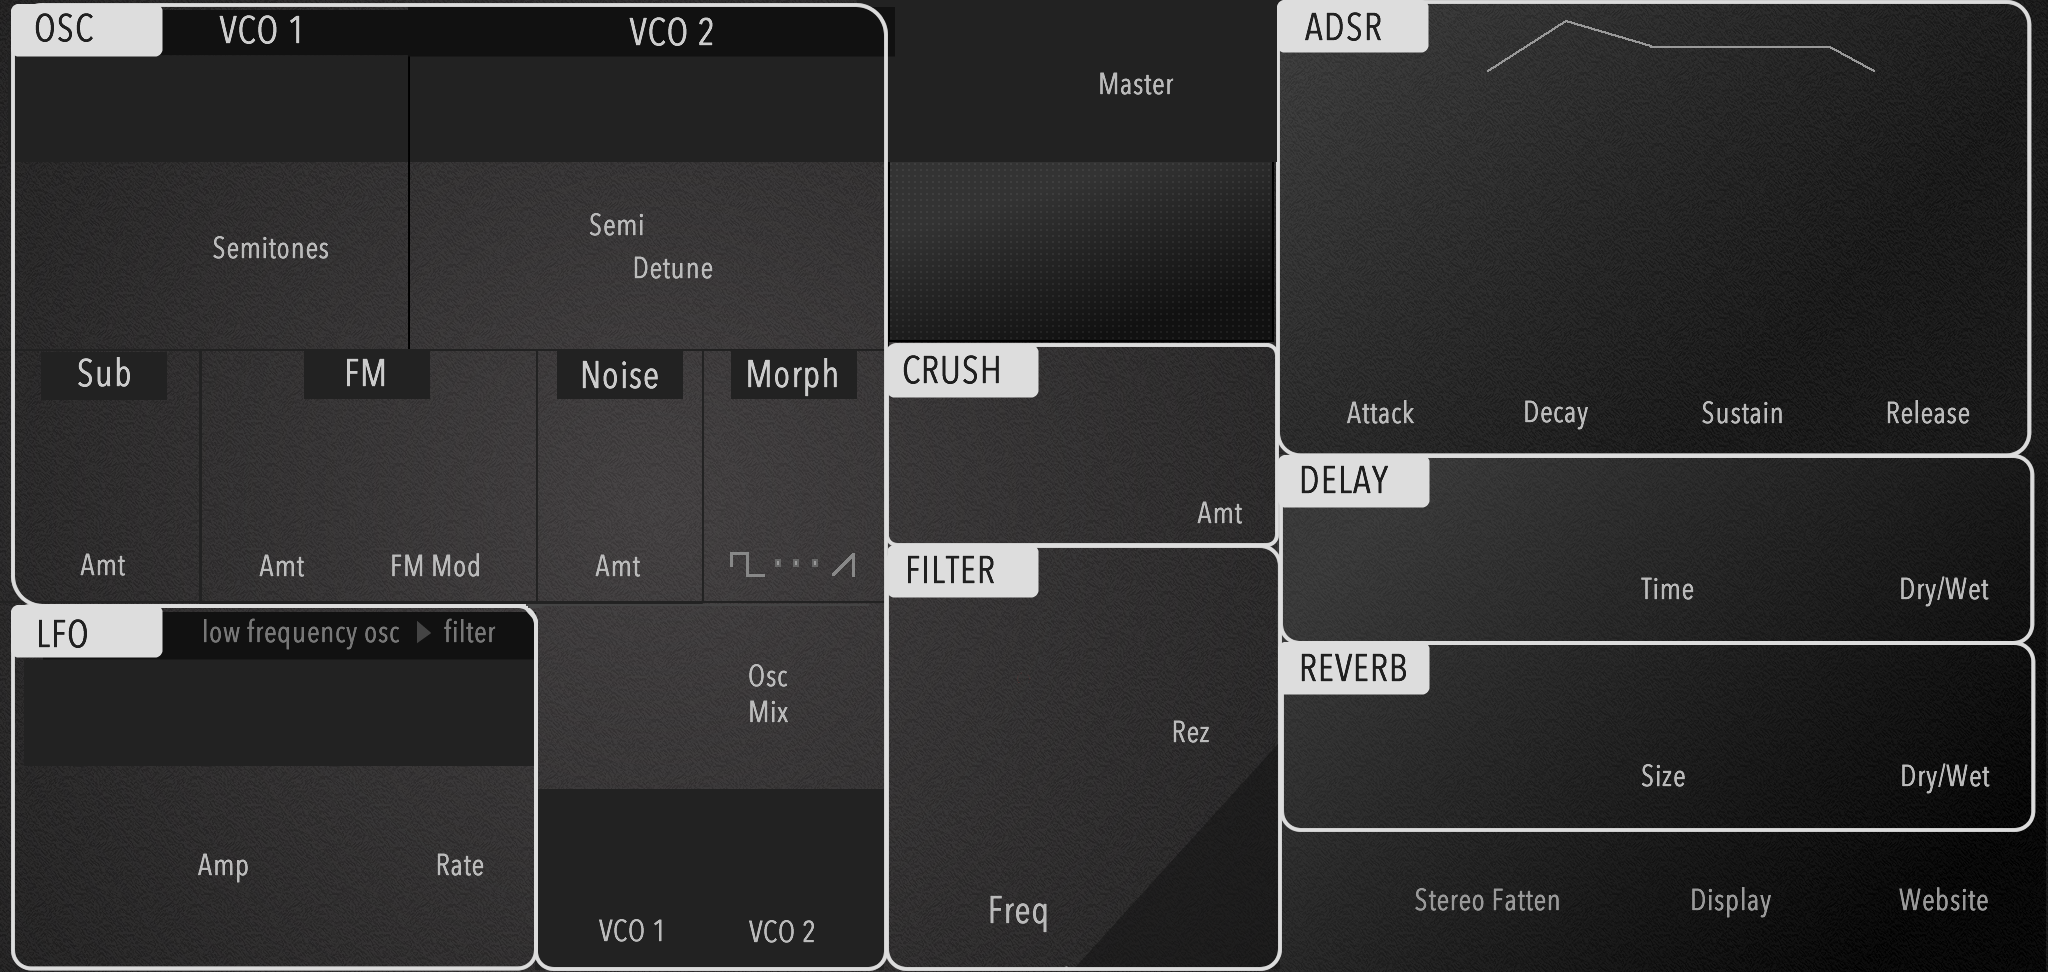 OSC
VCO 1
VCO 2
Semitones
Semi
Detune
Sub
FM
Noise
Morph
Amt
Amt
FM Mod
Amt
LFO
low frequency osc
filter
Amp
Rate
Osc
Mix
VCO 1
VCO 2
Master
CRUSH
Amt
FILTER
Rez
Freq
ADSR
Attack
Decay
Sustain
Release
DELAY
Time
Dry/Wet
REVERB
Size
Dry/Wet
Stereo Fatten
Display
Website